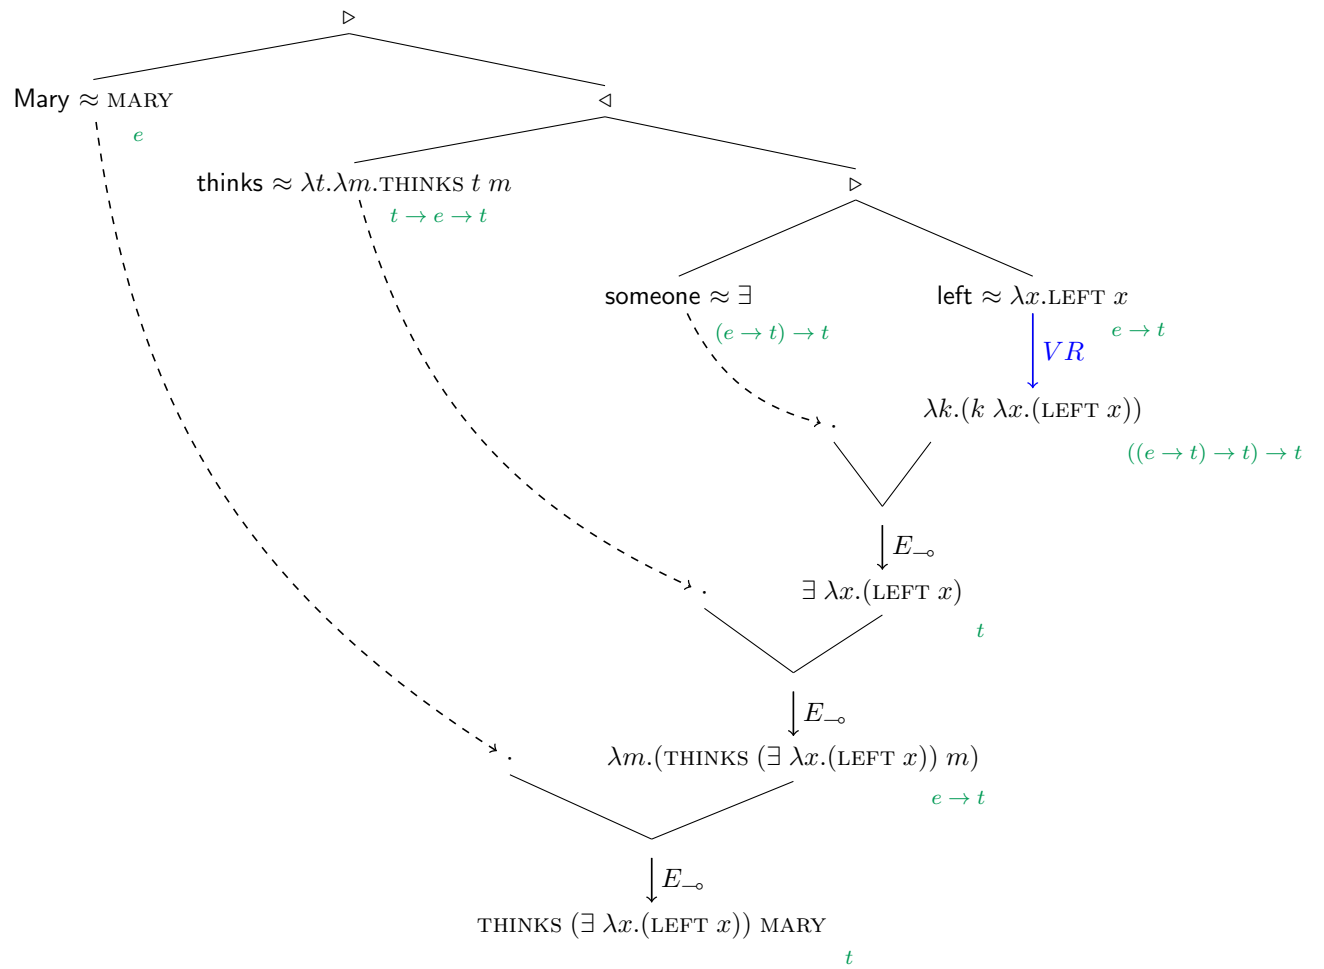 ▷
Mary ≈ MARY
e
◁
thinks ≈ λt.λm.THINKS t m
t → e → t
▷
someone ≈ ∃
(e → t) → t
left ≈ λx.LEFT x
e → t
VR
λk.(k λx.(LEFT x))
((e → t) → t) → t
E⊸
∃ λx.(LEFT x)
t
E⊸
λm.(THINKS (∃ λx.(LEFT x)) m)
e → t
E⊸
THINKS (∃ λx.(LEFT x)) MARY
t